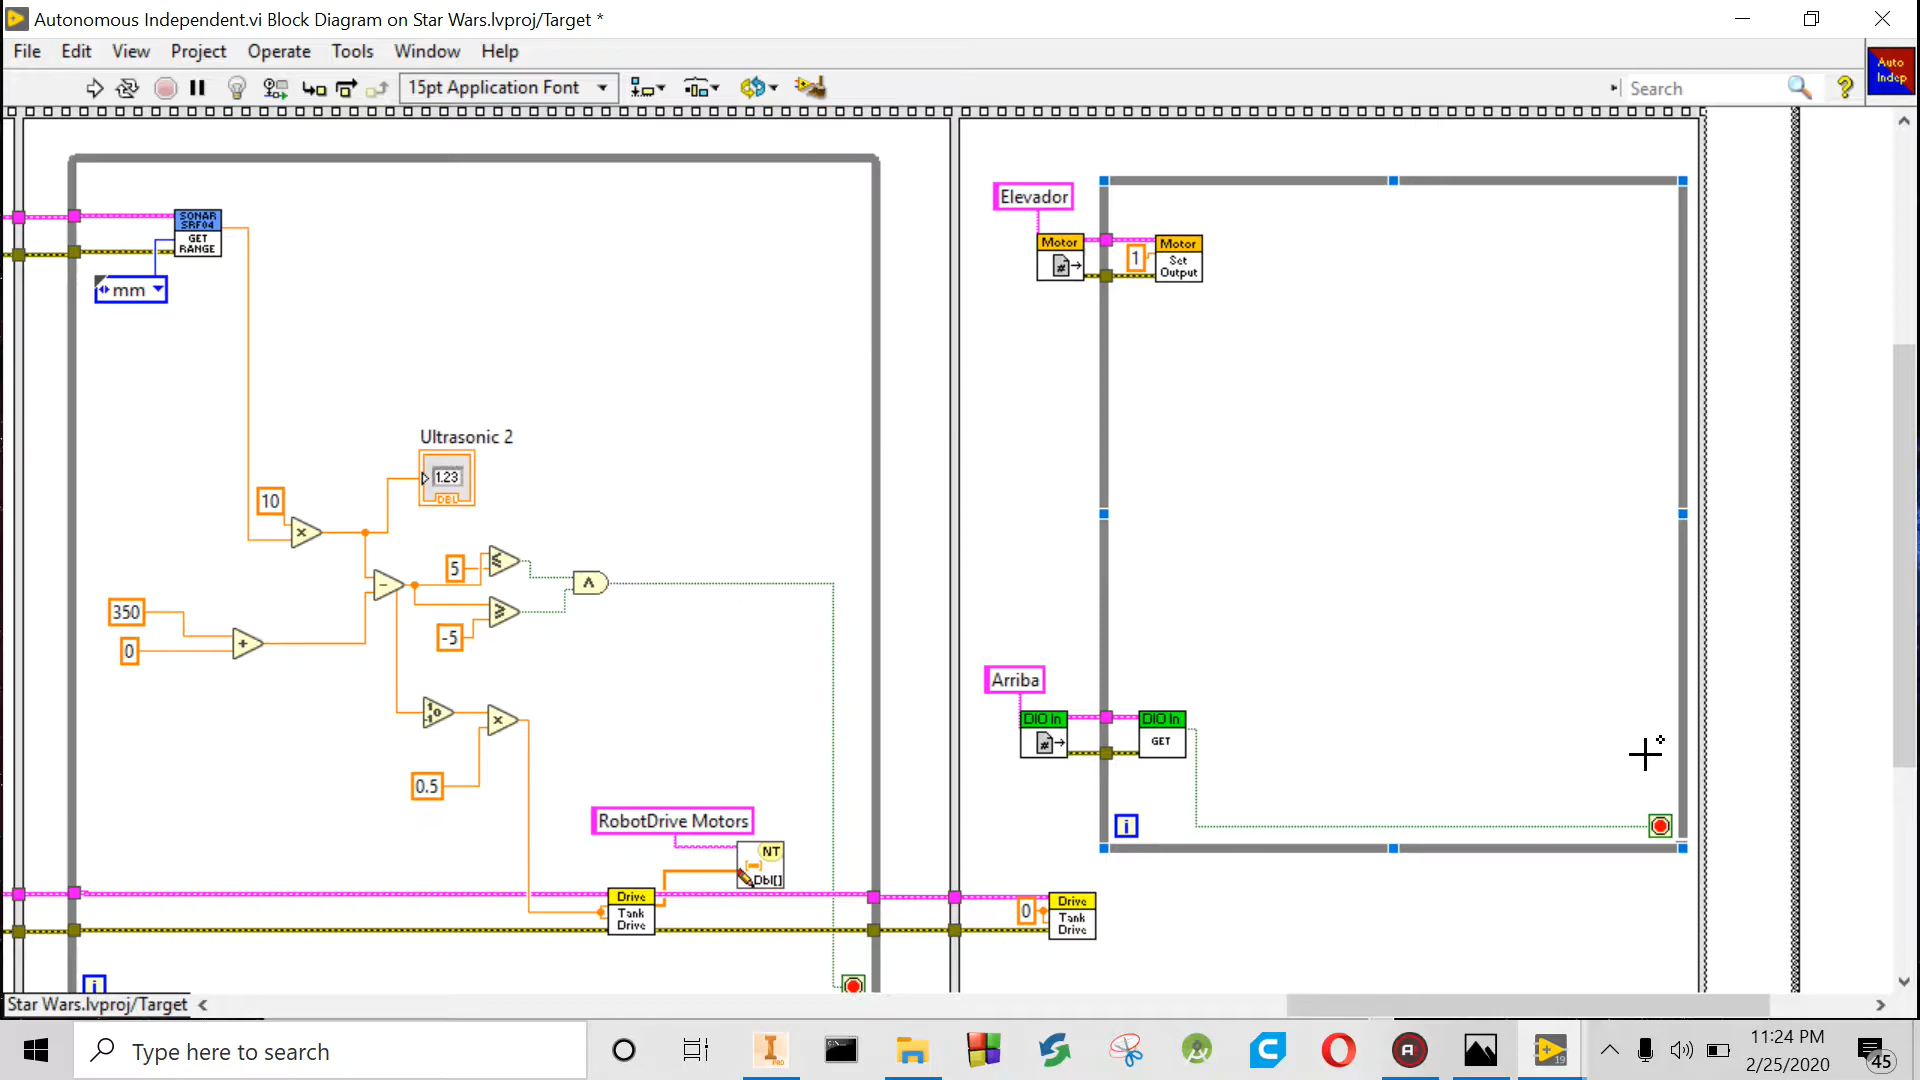 Autonomous Independent.vi Block Diagram on Star Wars.lvproj/Target *
File Edit View Project Operate Tools Window Help
15pt Application Font
Search
Auto
Indep
SONAR
SRF04
GET
RANGE
mm
Ultrasonic 2
1.23
DBL
10
5
-5
350
0
0.5
RobotDrive Motors
NT
Dbl[]
Drive
Tank
Drive
i
Elevador
Motor
#
1
Motor
Set
Output
Arriba
DIO In
#
DIO In
GET
i
0
Drive
Tank
Drive
Star Wars.lvproj/Target
Type here to search
11:24 PM
2/25/2020
45